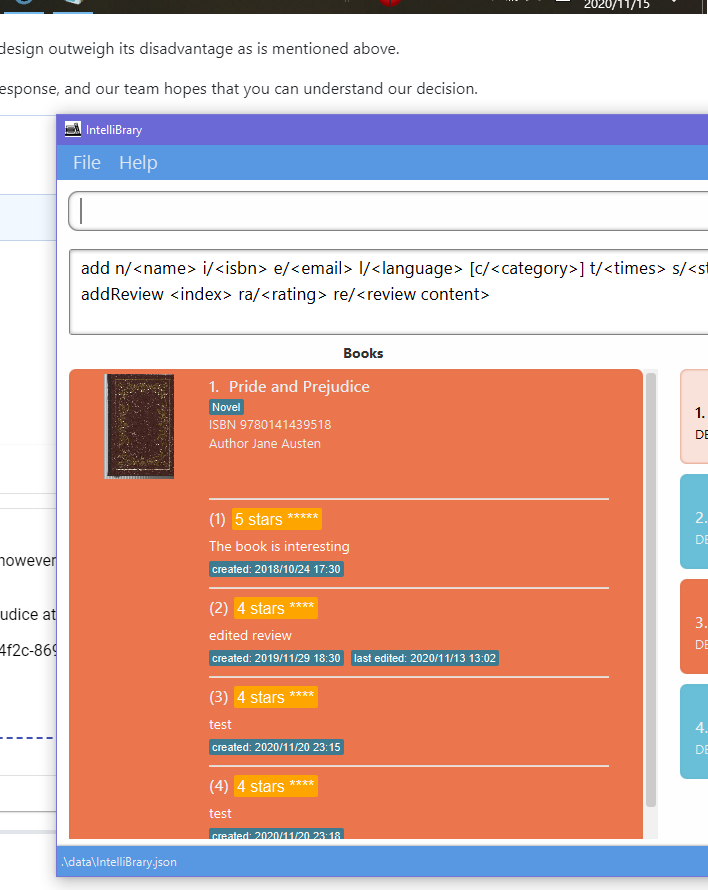 2020/11/15
design outweigh its disadvantage as is mentioned above.
esponse, and our team hopes that you can understand our decision.
IntelliBrary
File Help
add n/<name> i/<isbn> e/<email> l/<language> [c/<category>] t/<times> s/<st
addReview <index> ra/<rating> re/<review content>
Books
1. Pride and Prejudice
Novel
ISBN 9780141439518
Author Jane Austen
(1) 5 stars *****
The book is interesting
created: 2018/10/24 17:30
(2) 4 stars ****
edited review
created: 2019/11/29 18:30 last edited: 2020/11/13 13:02
(3) 4 stars ****
test
created: 2020/11/20 23:15
(4) 4 stars ****
test
created: 2020/11/20 23:18
1.
DE
2.
DE
3.
DE
4.
DE
however
udice at
4f2c-869
.\data\IntelliBrary.json